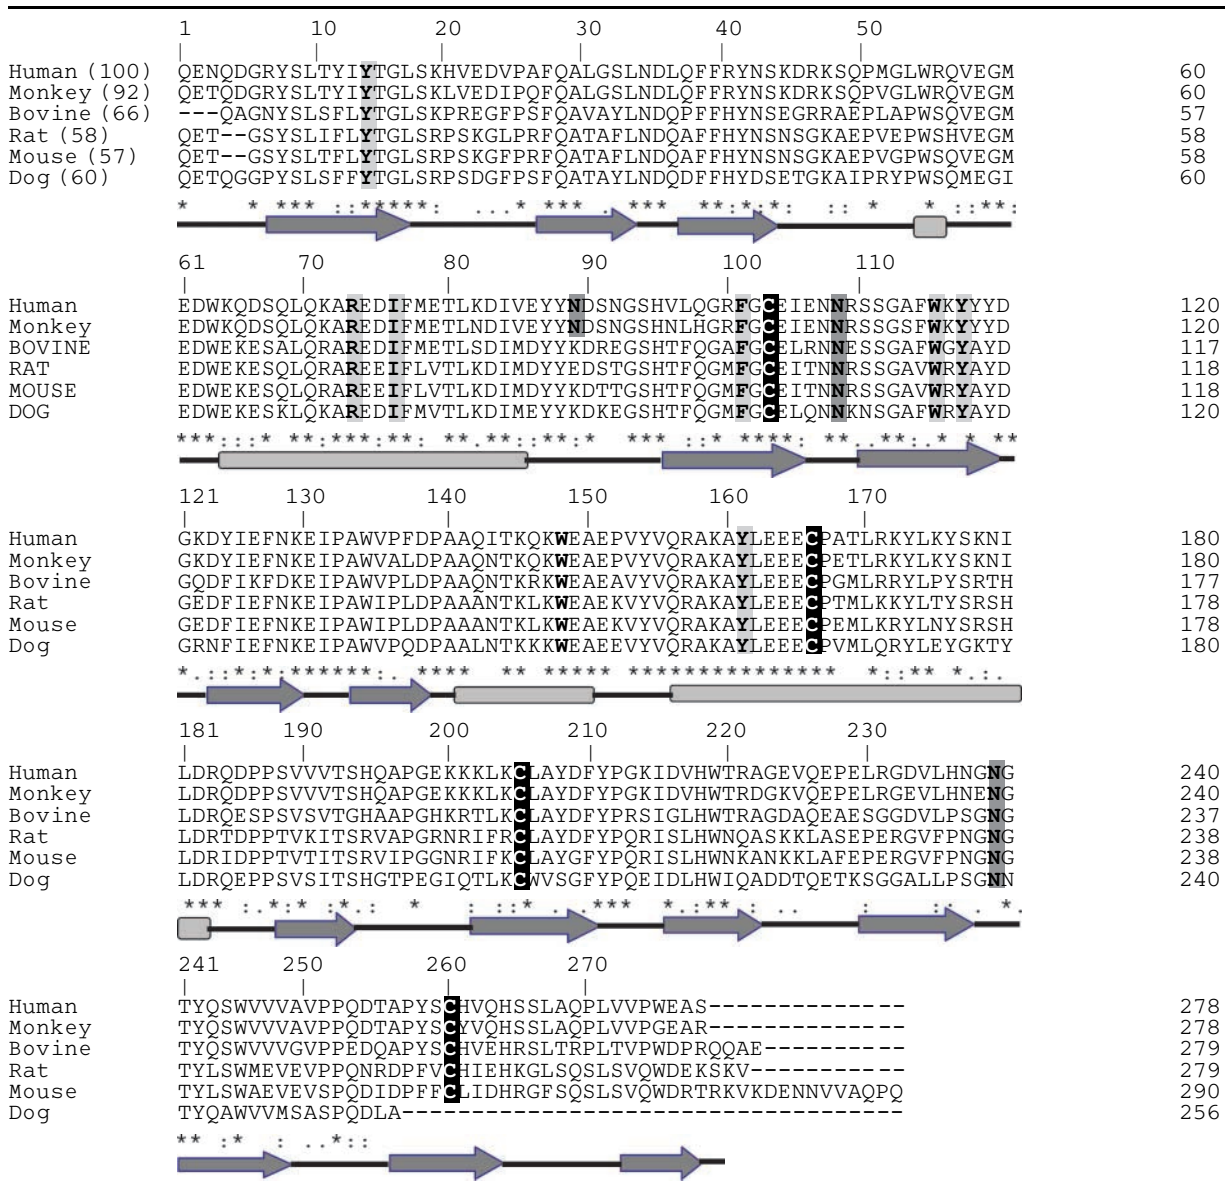 1 10 20 30 40 50
| | | | | |
Human (100) QENQDGRYSLTYIYTGLSKHVEDVPAFQALGSLNDLQFFRYNSKDRKSQPMGLWRQVEGM 60
Monkey (92) QETQDGRYSLTYIYTGLSKLVEDIPQFQALGSLNDLQFFRYNSKDRKSQPVGLWRQVEGM 60
Bovine (66) ---QAGNYSLSFLYTGLSKPREGFPSFQAVAYLNDQPFFHYNSEGRRAEPLAPWSQVEGM 57
Rat (58) QET--GSYSLIFLYTGLSRPSKGLPRFQATAFLNDQAFFHYNSNSGKAEPVEPWSHVEGM 58
Mouse (57) QET--GSYSLTFLYTGLSRPSKGFPRFQATAFLNDQAFFHYNSNSGKAEPVGPWSQVEGM 58
Dog (60) QETQGGPYSLSFFYTGLSRPSDGFPSFQATAYLNDQDFFHYDSETGKAIPRYPWSQMEGI 60
* * *** :*****: ...* *** .*** **:*:*: :: * * *::**:
61 70 80 90 100 110
| | | | | |
Human EDWKQDSQLQKAREDIFMETLKDIVEYYNDSNGSHVLQGRFGCEIENNRSSGAFWKYYYD 120
Monkey EDWKQDSQLQKAREDIFMETLNDIVEYYNDSNGSHNLHGRFGCEIENNRSSGSFWKYYYD 120
BOVINE EDWEKESALQRAREDIFMETLSDIMDYYKDREGSHTFQGAFGCELRNNESSGAFWGYAYD 117
RAT EDWEKESQLQRAREEIFLVTLKDIMDYYEDSTGSHTFQGMFGCEITNNRSSGAVWRYAYD 118
MOUSE EDWEKESQLQRAREEIFLVTLKDIMDYYKDTTGSHTFQGMFGCEITNNRSSGAVWRYAYD 118
DOG EDWEKESKLQKAREDIFMVTLKDIMEYYKDKEGSHTFQGMFGCELQNNKNSGAFWRYAYD 120
***:::* **:***:**: **.**::**:* ***.::* ****: **..**:.* * **
121 130 140 150 160 170
| | | | | |
Human GKDYIEFNKEIPAWVPFDPAAQITKQKWEAEPVYVQRAKAYLEEECPATLRKYLKYSKNI 180
Monkey GKDYIEFNKEIPAWVALDPAAQNTKQKWEAEPVYVQRAKAYLEEECPETLRKYLKYSKNI 180
Bovine GQDFIKFDKEIPAWVPLDPAAQNTKRKWEAEAVYVQRAKAYLEEECPGMLRRYLPYSRTH 177
Rat GEDFIEFNKEIPAWIPLDPAAANTKLKWEAEKVYVQRAKAYLEEECPTMLKKYLTYSRSH 178
Mouse GEDFIEFNKEIPAWIPLDPAAANTKLKWEAEKVYVQRAKAYLEEECPEMLKRYLNYSRSH 178
Dog GRNFIEFNKEIPAWVPQDPAALNTKKKWEAEEVYVQRAKAYLEEECPVMLQRYLEYGKTY 180
*.::*:*:******:. **** ** ***** *************** *::** *.:.
181 190 200 210 220 230
| | | | | |
Human LDRQDPPSVVVTSHQAPGEKKKLKCLAYDFYPGKIDVHWTRAGEVQEPELRGDVLHNGNG 240
Monkey LDRQDPPSVVVTSHQAPGEKKKLKCLAYDFYPGKIDVHWTRDGKVQEPELRGEVLHNENG 240
Bovine LDRQESPSVSVTGHAAPGHKRTLKCLAYDFYPRSIGLHWTRAGDAQEAESGGDVLPSGNG 237
Rat LDRTDPPTVKITSRVAPGRNRIFRCLAYDFYPQRISLHWNQASKKLASEPERGVFPNGNG 238
Mouse LDRIDPPTVTITSRVIPGGNRIFKCLAYGFYPQRISLHWNKANKKLAFEPERGVFPNGNG 238
Dog LDRQEPPSVSITSHGTPEGIQTLKCWVSGFYPQEIDLHWIQADDTQETKSGGALLPSGNN 240
*** :.*:* :*.: * : ::* ..*** *.:** : .. : :: . *.
241 250 260 270
| | | |
Human TYQSWVVVAVPPQDTAPYSCHVQHSSLAQPLVVPWEAS-------------- 278
Monkey TYQSWVVVAVPPQDTAPYSCYVQHSSLAQPLVVPGEAR-------------- 278
Bovine TYQSWVVVGVPPEDQAPYSCHVEHRSLTRPLTVPWDPRQQAE---------- 279
Rat TYLSWMEVEVPPQNRDPFVCHIEHKGLSQSLSVQWDEKSKV----------- 279
Mouse TYLSWAEVEVSPQDIDPFFCLIDHRGFSQSLSVQWDRTRKVKDENNVVAQPQ 290
Dog TYQAWVVMSASPQDLA------------------------------------ 256
** :* : ..*::